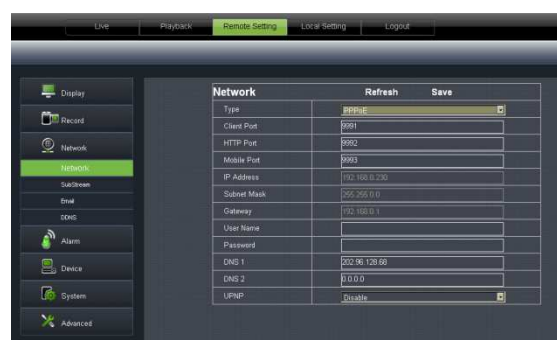 Live Playback Remote Setting Local Setting Logout
Display
Record
Network
Network
SubStream
Email
DDNS
Alarm
Device
System
Advanced
Network Refresh Save
Type PPPoE
Client Port 9991
HTTP Port 9992
Mobile Port 9993
IP Address 192.168.0.230
Subnet Mask 255.255.0.0
Gateway 192.168.0.1
User Name
Password
DNS 1 202.96.128.68
DNS 2 0.0.0.0
UPNP Disable